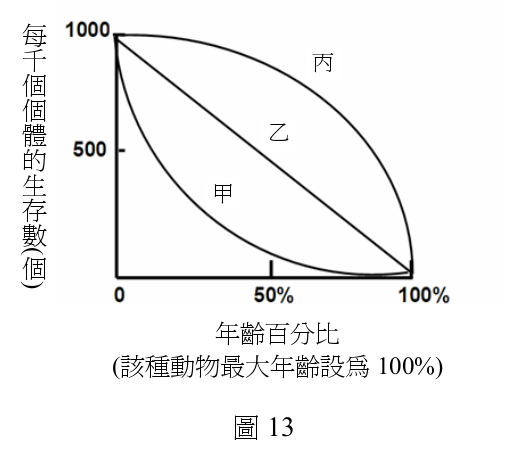 每千個個體的生存數(個)
1000
丙
乙
500
甲
0
50%
100%
年齡百分比
(該種動物最大年齡設為 100%)
圖 13